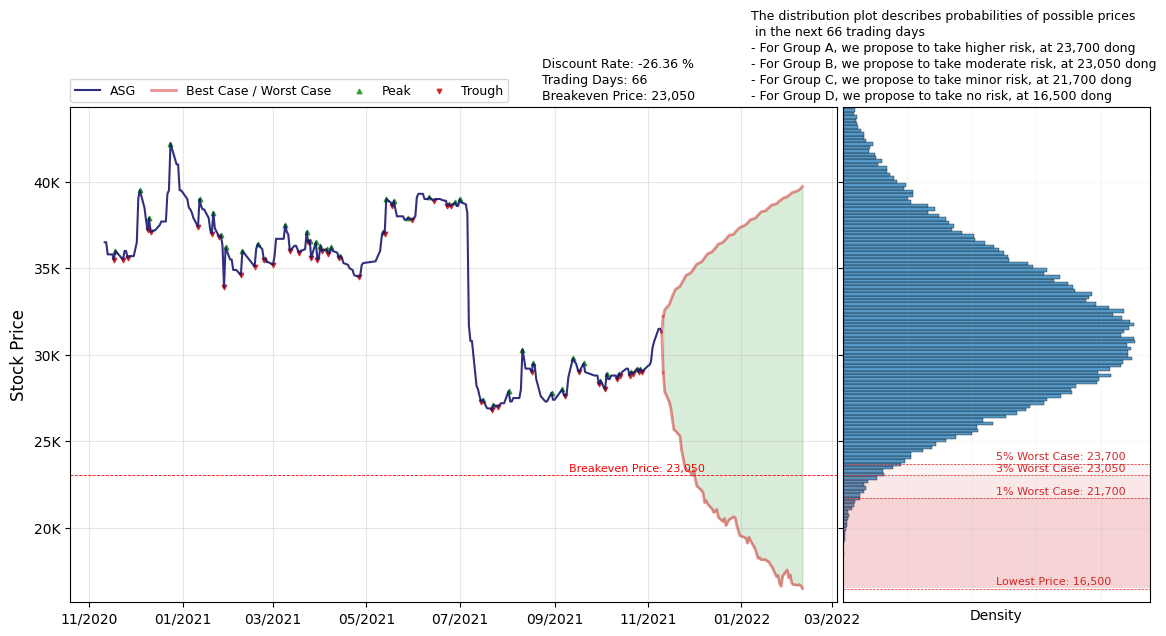 The distribution plot describes probabilities of possible prices
in the next 66 trading days
- For Group A, we propose to take higher risk, at 23,700 dong
- For Group B, we propose to take moderate risk, at 23,050 dong
- For Group C, we propose to take minor risk, at 21,700 dong
- For Group D, we propose to take no risk, at 16,500 dong
Discount Rate: -26.36 %
Trading Days: 66
Breakeven Price: 23,050
ASG Best Case / Worst Case Peak Trough
Stock Price
40K
35K
30K
25K
20K
Breakeven Price: 23,050
5% Worst Case: 23,700
3% Worst Case: 23,050
1% Worst Case: 21,700
Lowest Price: 16,500
11/2020 01/2021 03/2021 05/2021 07/2021 09/2021 11/2021 01/2022 03/2022
Density